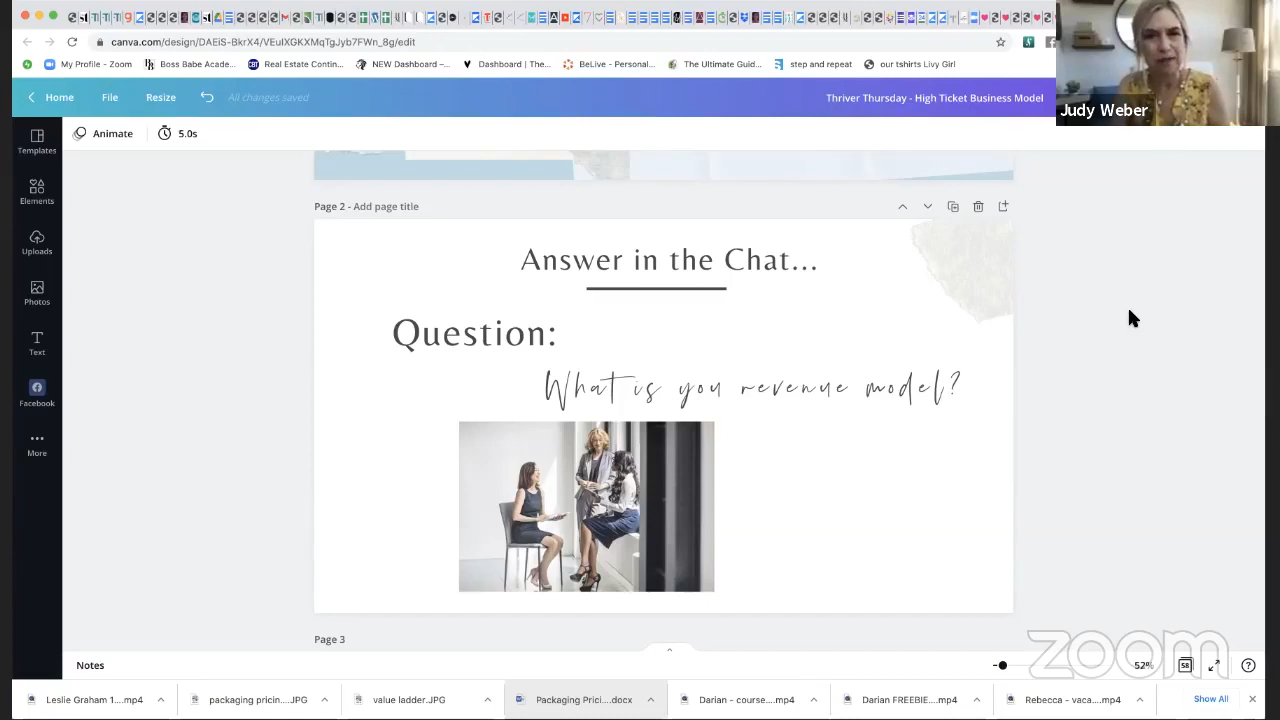 canva.com/design/DAEiS-BkrX4/VEuIXGKXMqTgJyb7TWn_8g/edit
My Profile - Zoom
Boss Babe Acade...
Real Estate Contin...
NEW Dashboard –...
Dashboard | The...
BeLive - Personal...
The Ultimate Guid...
step and repeat
our tshirts Livy Girl
Home
File
Resize
All changes saved
Thriver Thursday - High Ticket Business Model
Judy Weber
Animate
5.0s
Templates
Elements
Uploads
Photos
Text
Facebook
More
Page 2 - Add page title
Answer in the Chat...
Question:
What is you revenue model?
Page 3
Notes
52%
58
zoom
Leslie Graham 1....mp4
packaging pricin....JPG
value ladder.JPG
Packaging Prici....docx
Darian - course....mp4
Darian FREEBIE....mp4
Rebecca - vaca....mp4
Show All